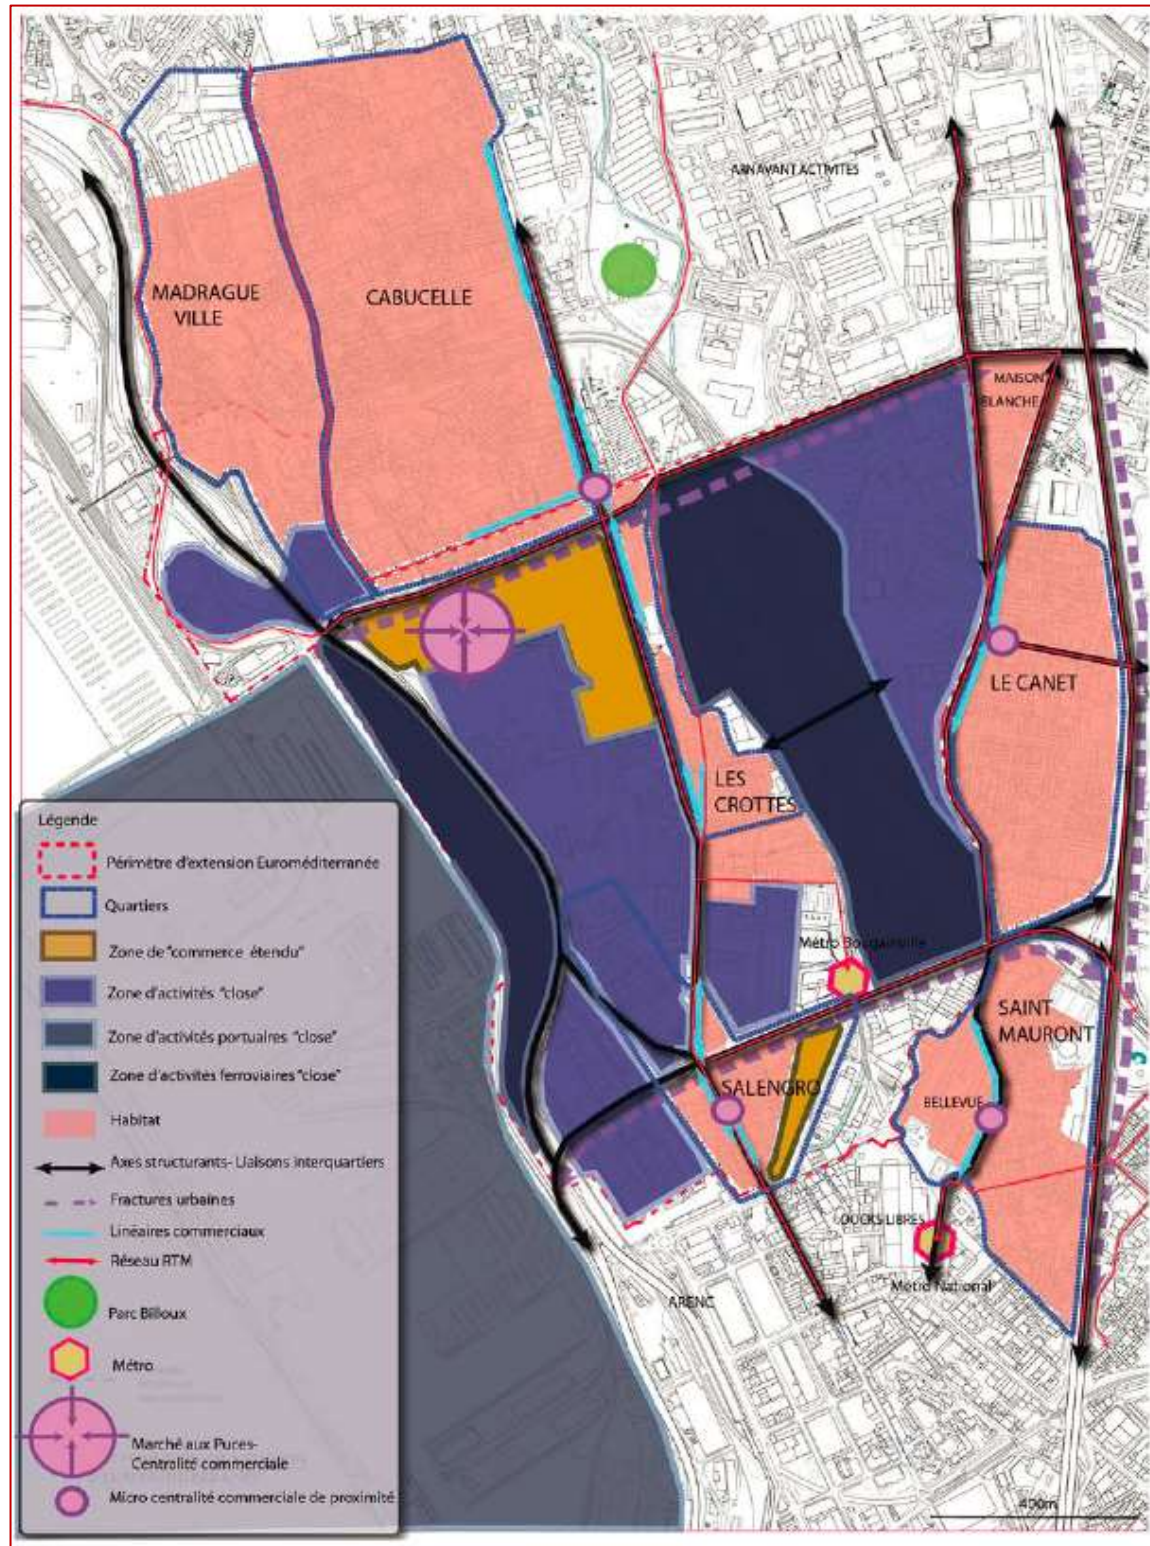 ARNAVANT ACTIVITES
MADRAGUE
VILLE
CABUCELLE
MAISON
BLANCHE
LE CANET
LES
CROTTES
Métro Bougainville
SAINT
MAURONT
SALENGRO
BELLEVUE
DOCKS LIBRES
Métro National
ARENC
400m
Légende
Périmètre d'extension Euroméditerranée
Quartiers
Zone de "commerce étendu"
Zone d'activités "close"
Zone d'activités portuaires "close"
Zone d'activités ferroviaires "close"
Habitat
Axes structurants- Liaisons interquartiers
Fractures urbaines
Linéaires commerciaux
Réseau RTM
Parc Billoux
Métro
Marché aux Puces-
Centralité commerciale
Micro centralité commerciale de proximité